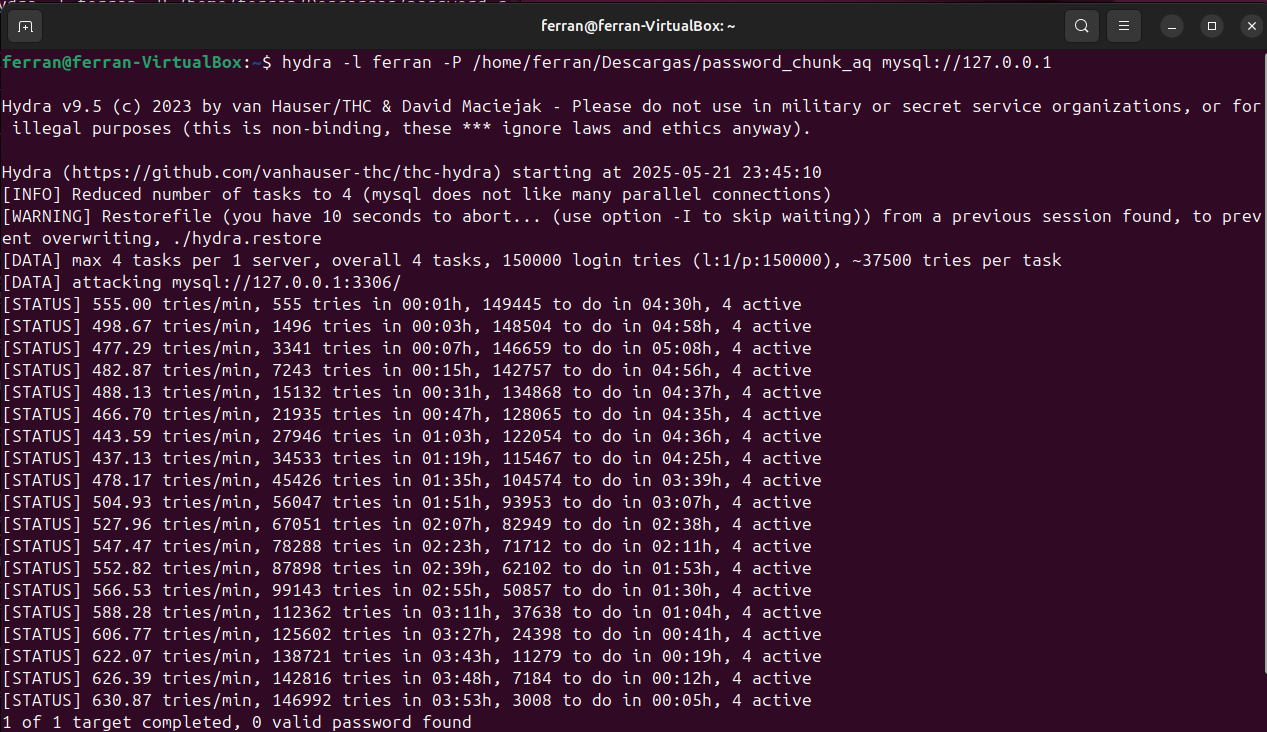 ferran@ferran-VirtualBox: ~
ferran@ferran-VirtualBox:~$ hydra -l ferran -P /home/ferran/Descargas/password_chunk_aq mysql://127.0.0.1
Hydra v9.5 (c) 2023 by van Hauser/THC & David Maciejak - Please do not use in military or secret service organizations, or for
illegal purposes (this is non-binding, these *** ignore laws and ethics anyway).
Hydra (https://github.com/vanhauser-thc/thc-hydra) starting at 2025-05-21 23:45:10
[INFO] Reduced number of tasks to 4 (mysql does not like many parallel connections)
[WARNING] Restorefile (you have 10 seconds to abort... (use option -I to skip waiting)) from a previous session found, to prev
ent overwriting, ./hydra.restore
[DATA] max 4 tasks per 1 server, overall 4 tasks, 150000 login tries (l:1/p:150000), ~37500 tries per task
[DATA] attacking mysql://127.0.0.1:3306/
[STATUS] 555.00 tries/min, 555 tries in 00:01h, 149445 to do in 04:30h, 4 active
[STATUS] 498.67 tries/min, 1496 tries in 00:03h, 148504 to do in 04:58h, 4 active
[STATUS] 477.29 tries/min, 3341 tries in 00:07h, 146659 to do in 05:08h, 4 active
[STATUS] 482.87 tries/min, 7243 tries in 00:15h, 142757 to do in 04:56h, 4 active
[STATUS] 488.13 tries/min, 15132 tries in 00:31h, 134868 to do in 04:37h, 4 active
[STATUS] 466.70 tries/min, 21935 tries in 00:47h, 128065 to do in 04:35h, 4 active
[STATUS] 443.59 tries/min, 27946 tries in 01:03h, 122054 to do in 04:36h, 4 active
[STATUS] 437.13 tries/min, 34533 tries in 01:19h, 115467 to do in 04:25h, 4 active
[STATUS] 478.17 tries/min, 45426 tries in 01:35h, 104574 to do in 03:39h, 4 active
[STATUS] 504.93 tries/min, 56047 tries in 01:51h, 93953 to do in 03:07h, 4 active
[STATUS] 527.96 tries/min, 67051 tries in 02:07h, 82949 to do in 02:38h, 4 active
[STATUS] 547.47 tries/min, 78288 tries in 02:23h, 71712 to do in 02:11h, 4 active
[STATUS] 552.82 tries/min, 87898 tries in 02:39h, 62102 to do in 01:53h, 4 active
[STATUS] 566.53 tries/min, 99143 tries in 02:55h, 50857 to do in 01:30h, 4 active
[STATUS] 588.28 tries/min, 112362 tries in 03:11h, 37638 to do in 01:04h, 4 active
[STATUS] 606.77 tries/min, 125602 tries in 03:27h, 24398 to do in 00:41h, 4 active
[STATUS] 622.07 tries/min, 138721 tries in 03:43h, 11279 to do in 00:19h, 4 active
[STATUS] 626.39 tries/min, 142816 tries in 03:48h, 7184 to do in 00:12h, 4 active
[STATUS] 630.87 tries/min, 146992 tries in 03:53h, 3008 to do in 00:05h, 4 active
1 of 1 target completed, 0 valid password found